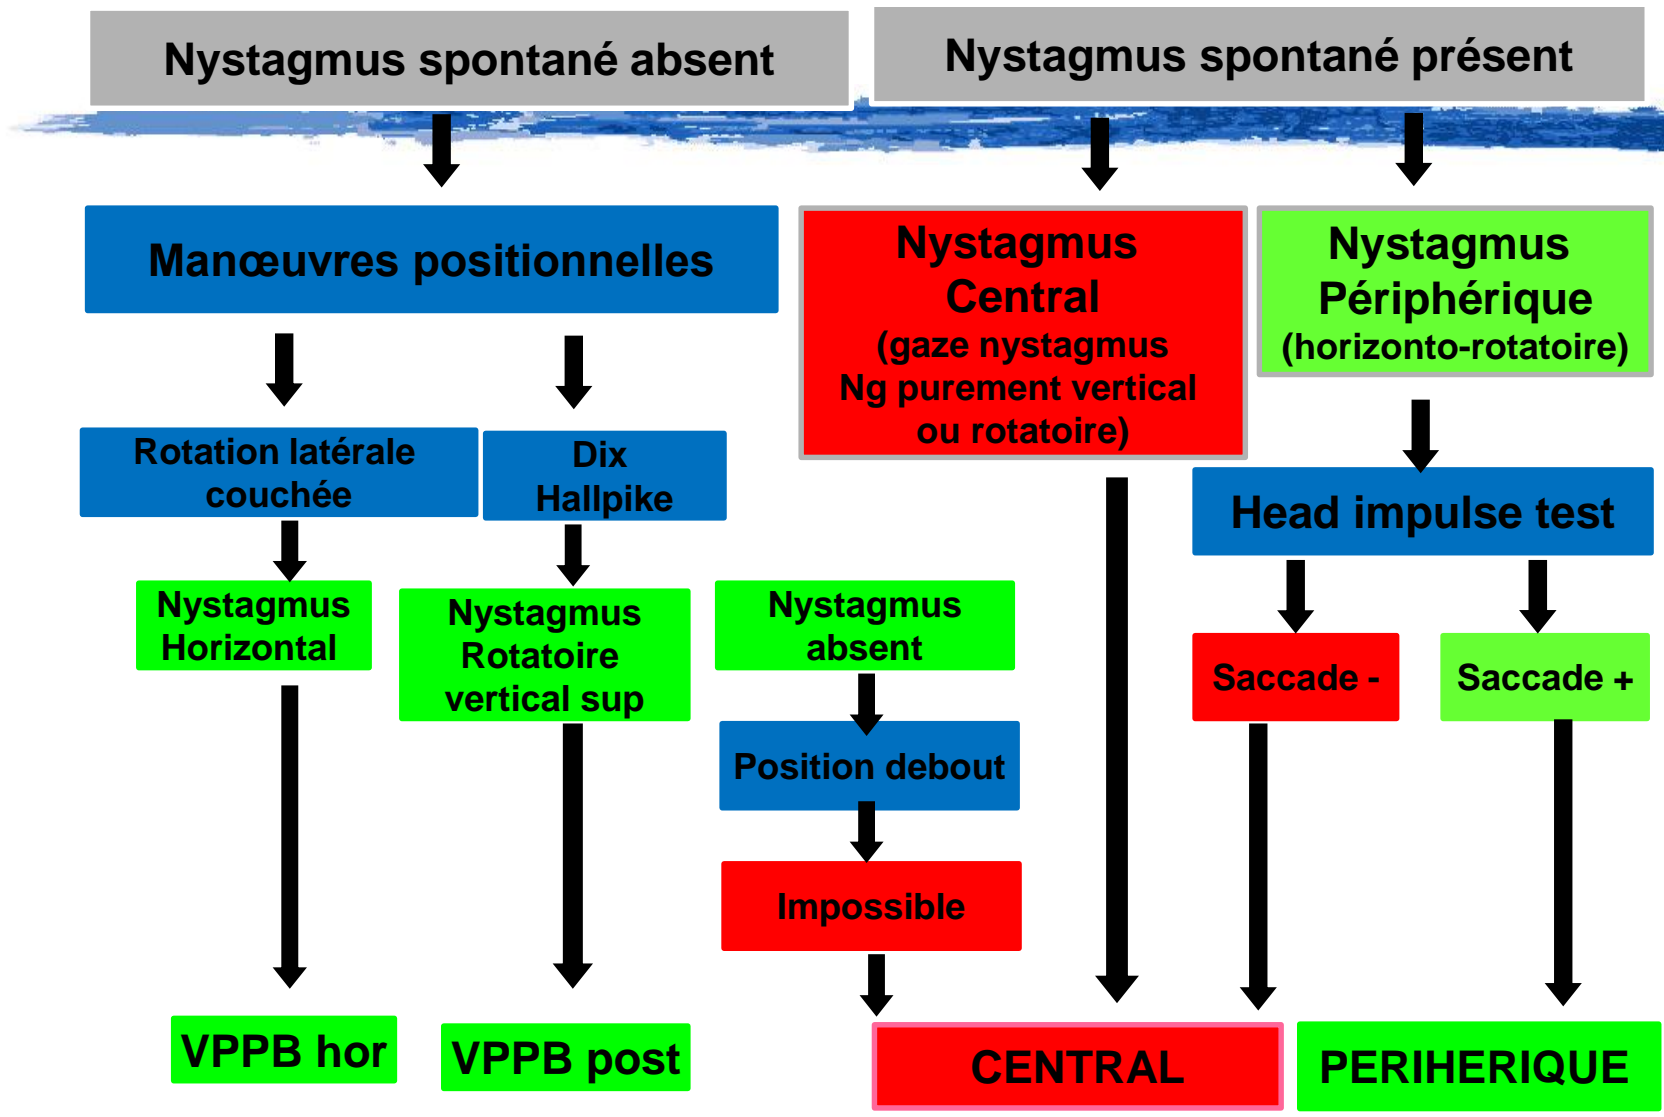 Nystagmus spontané absent
Nystagmus spontané présent
Manœuvres positionnelles
Nystagmus
Central
(gaze nystagmus
Ng purement vertical
ou rotatoire)
Nystagmus
Périphérique
(horizonto-rotatoire)
Rotation latérale
couchée
Dix
Hallpike
Head impulse test
Nystagmus
Horizontal
Nystagmus
Rotatoire
vertical sup
Nystagmus
absent
Saccade -
Saccade +
Position debout
Impossible
VPPB hor
VPPB post
CENTRAL
PERIHERIQUE